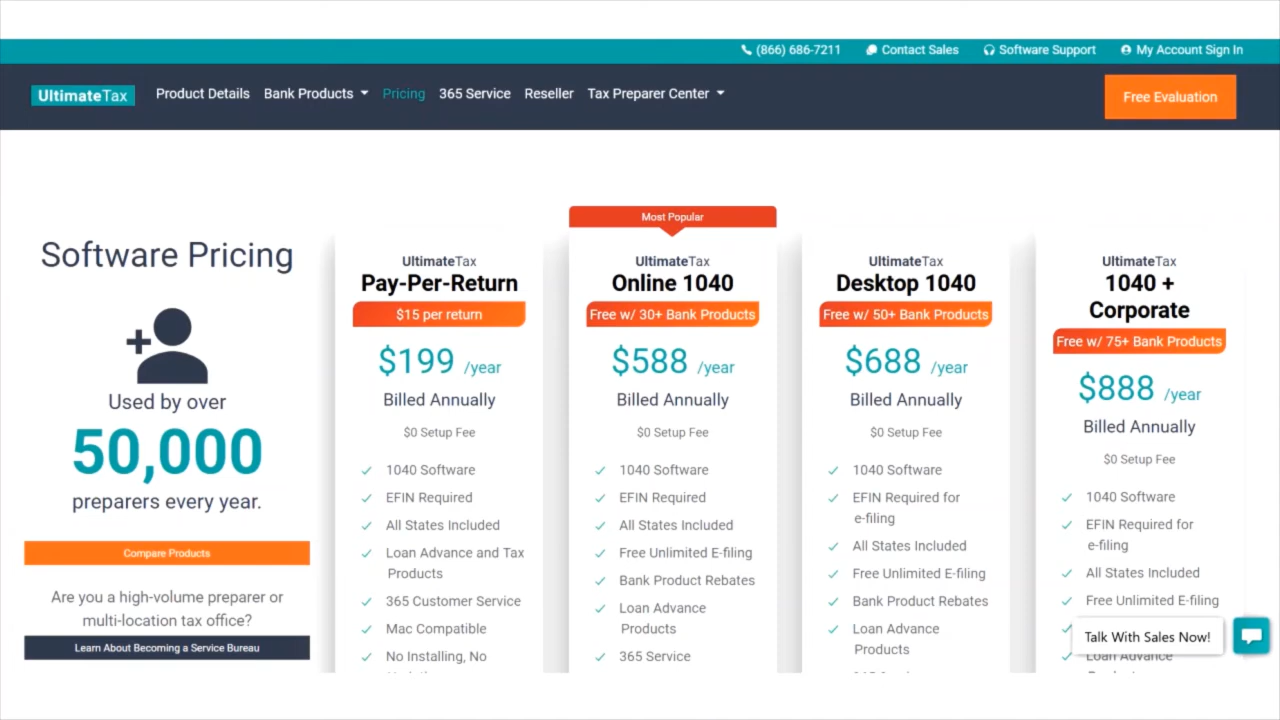 (866) 686-7211 Contact Sales Software Support My Account Sign In
UltimateTax Product Details Bank Products Pricing 365 Service Reseller Tax Preparer Center Free Evaluation
Software Pricing
Used by over
50,000
preparers every year.
Compare Products
Are you a high-volume preparer or
multi-location tax office?
Learn About Becoming a Service Bureau
UltimateTax
Pay-Per-Return
$15 per return
$199 /year
Billed Annually
$0 Setup Fee
1040 Software
EFIN Required
All States Included
Loan Advance and Tax
Products
365 Customer Service
Mac Compatible
No Installing, No
Most Popular
UltimateTax
Online 1040
Free w/ 30+ Bank Products
$588 /year
Billed Annually
$0 Setup Fee
1040 Software
EFIN Required
All States Included
Free Unlimited E-filing
Bank Product Rebates
Loan Advance
Products
365 Service
UltimateTax
Desktop 1040
Free w/ 50+ Bank Products
$688 /year
Billed Annually
$0 Setup Fee
1040 Software
EFIN Required for
e-filing
All States Included
Free Unlimited E-filing
Bank Product Rebates
Loan Advance
Products
UltimateTax
1040 +
Corporate
Free w/ 75+ Bank Products
$888 /year
Billed Annually
$0 Setup Fee
1040 Software
EFIN Required for
e-filing
All States Included
Free Unlimited E-filing
Talk With Sales Now!
Loan Advance